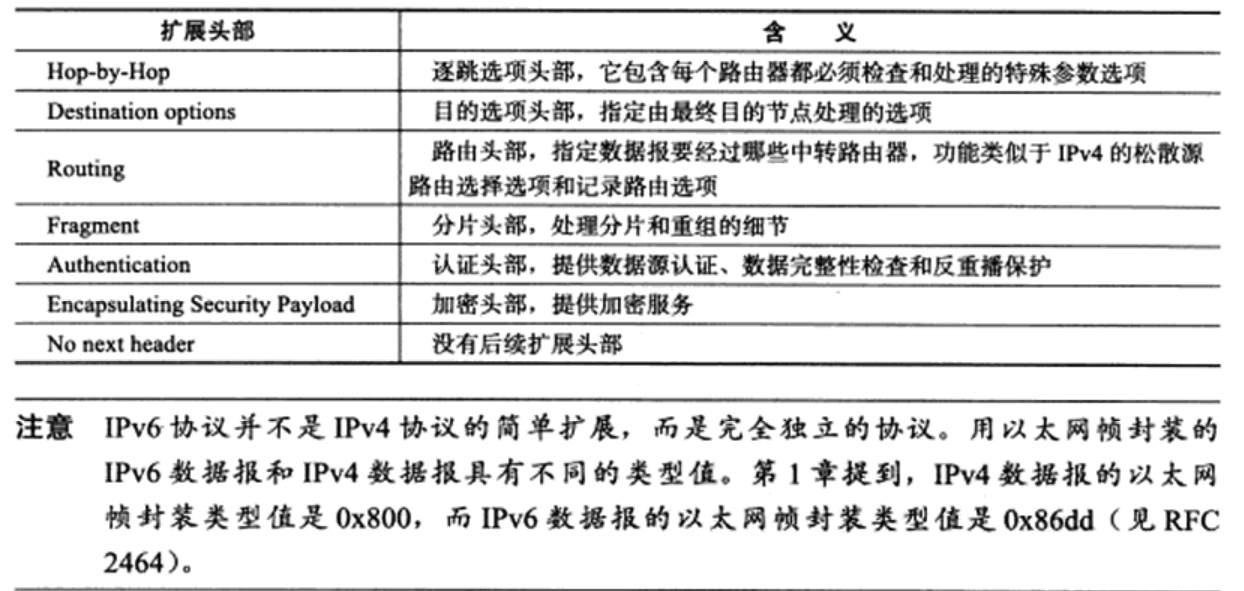 扩展头部 含 义
Hop-by-Hop 逐跳选项头部，它包含每个路由器都必须检查和处理的特殊参数选项
Destination options 目的选项头部，指定由最终目的节点处理的选项
Routing 路由头部，指定数据报要经过哪些中转路由器，功能类似于 IPv4 的松散源
路由选择选项和记录路由选项
Fragment 分片头部，处理分片和重组的细节
Authentication 认证头部，提供数据源认证、数据完整性检查和反重播保护
Encapsulating Security Payload 加密头部，提供加密服务
No next header 没有后续扩展头部
注意 IPv6 协议并不是 IPv4 协议的简单扩展，而是完全独立的协议。用以太网帧封装的
IPv6 数据报和 IPv4 数据报具有不同的类型值。第 1 章提到，IPv4 数据报的以太网
帧封装类型值是 0x800，而 IPv6 数据报的以太网帧封装类型值是 0x86dd（见 RFC
2464）。